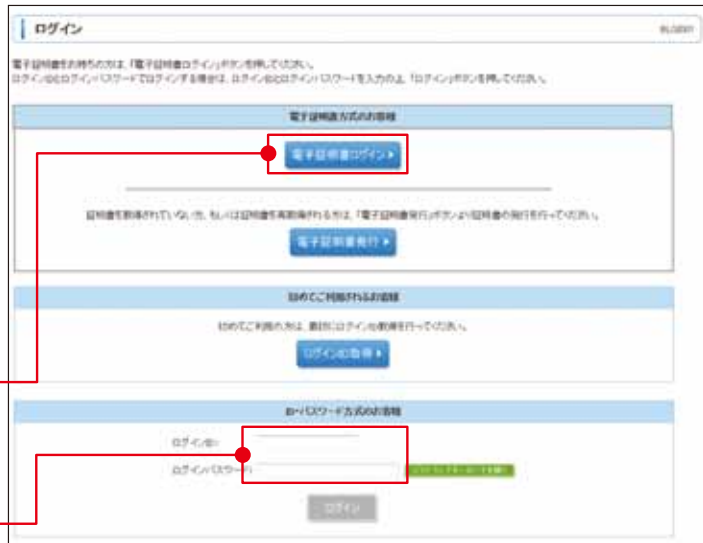 ログイン
BLGI001
電子証明書をお持ちの方は、「電子証明書ログイン」ボタンを押してください。
ログインIDとログインパスワードでログインする場合は、ログインIDとログインパスワードを入力の上、「ログイン」ボタンを押してください。
電子証明書方式のお客様
電子証明書ログイン
証明書を取得されていない方、もしくは証明書を再取得される方は、「電子証明書発行」ボタンより証明書の発行を行ってください。
電子証明書発行
初めてご利用されるお客様
初めてご利用の方は、最初にログインID取得を行ってください。
ログインID取得
ID・パスワード方式のお客様
ログインID
ログインパスワード
ログイン